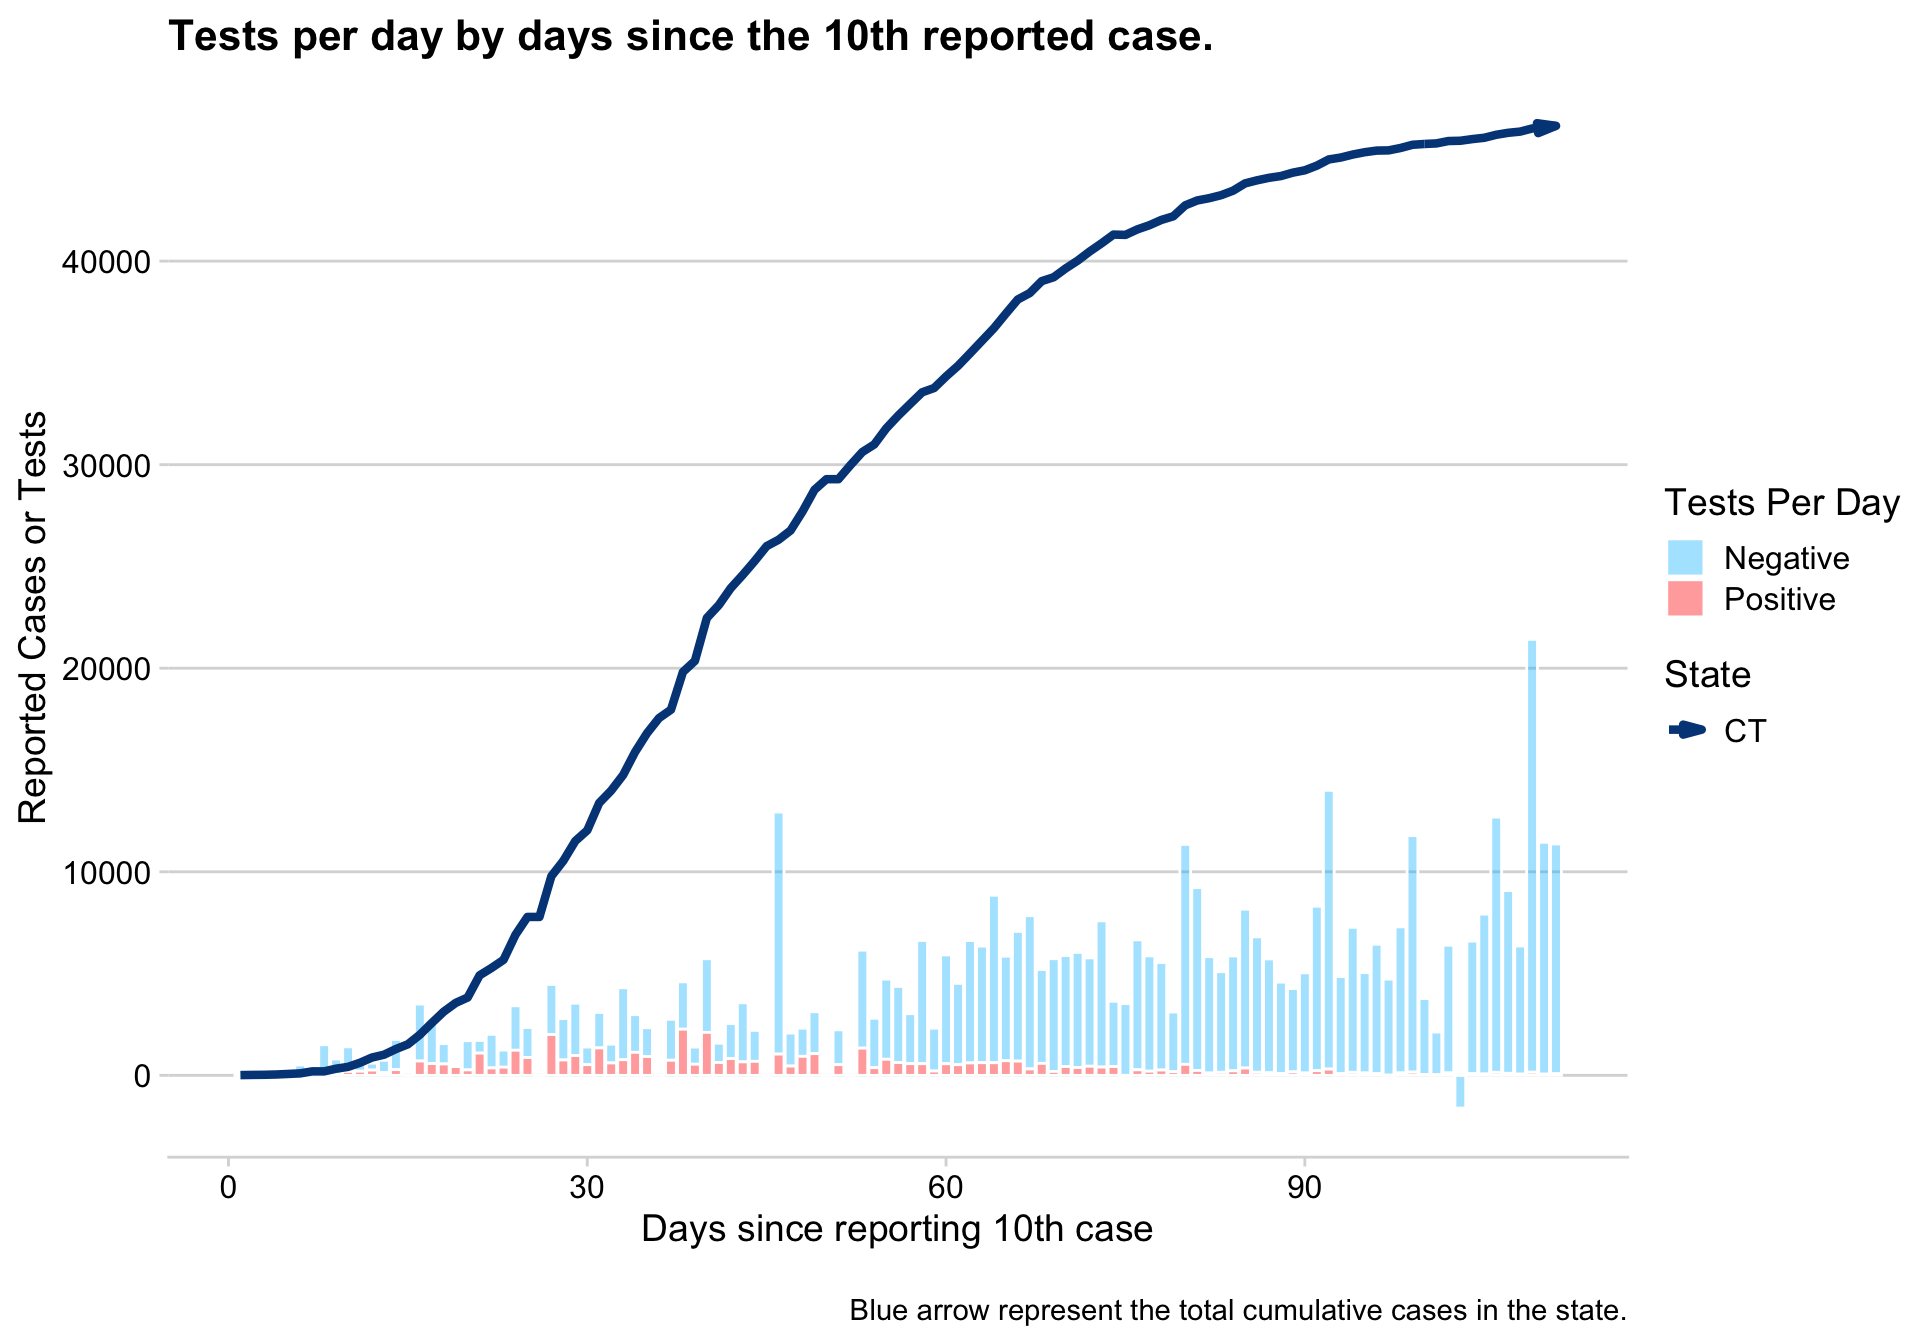 Tests per day by days since the 10th reported case.
Reported Cases or Tests
40000
30000
20000
10000
0
0 30 60 90
Days since reporting 10th case
Tests Per Day
Negative
Positive
State
CT
Blue arrow represent the total cumulative cases in the state.